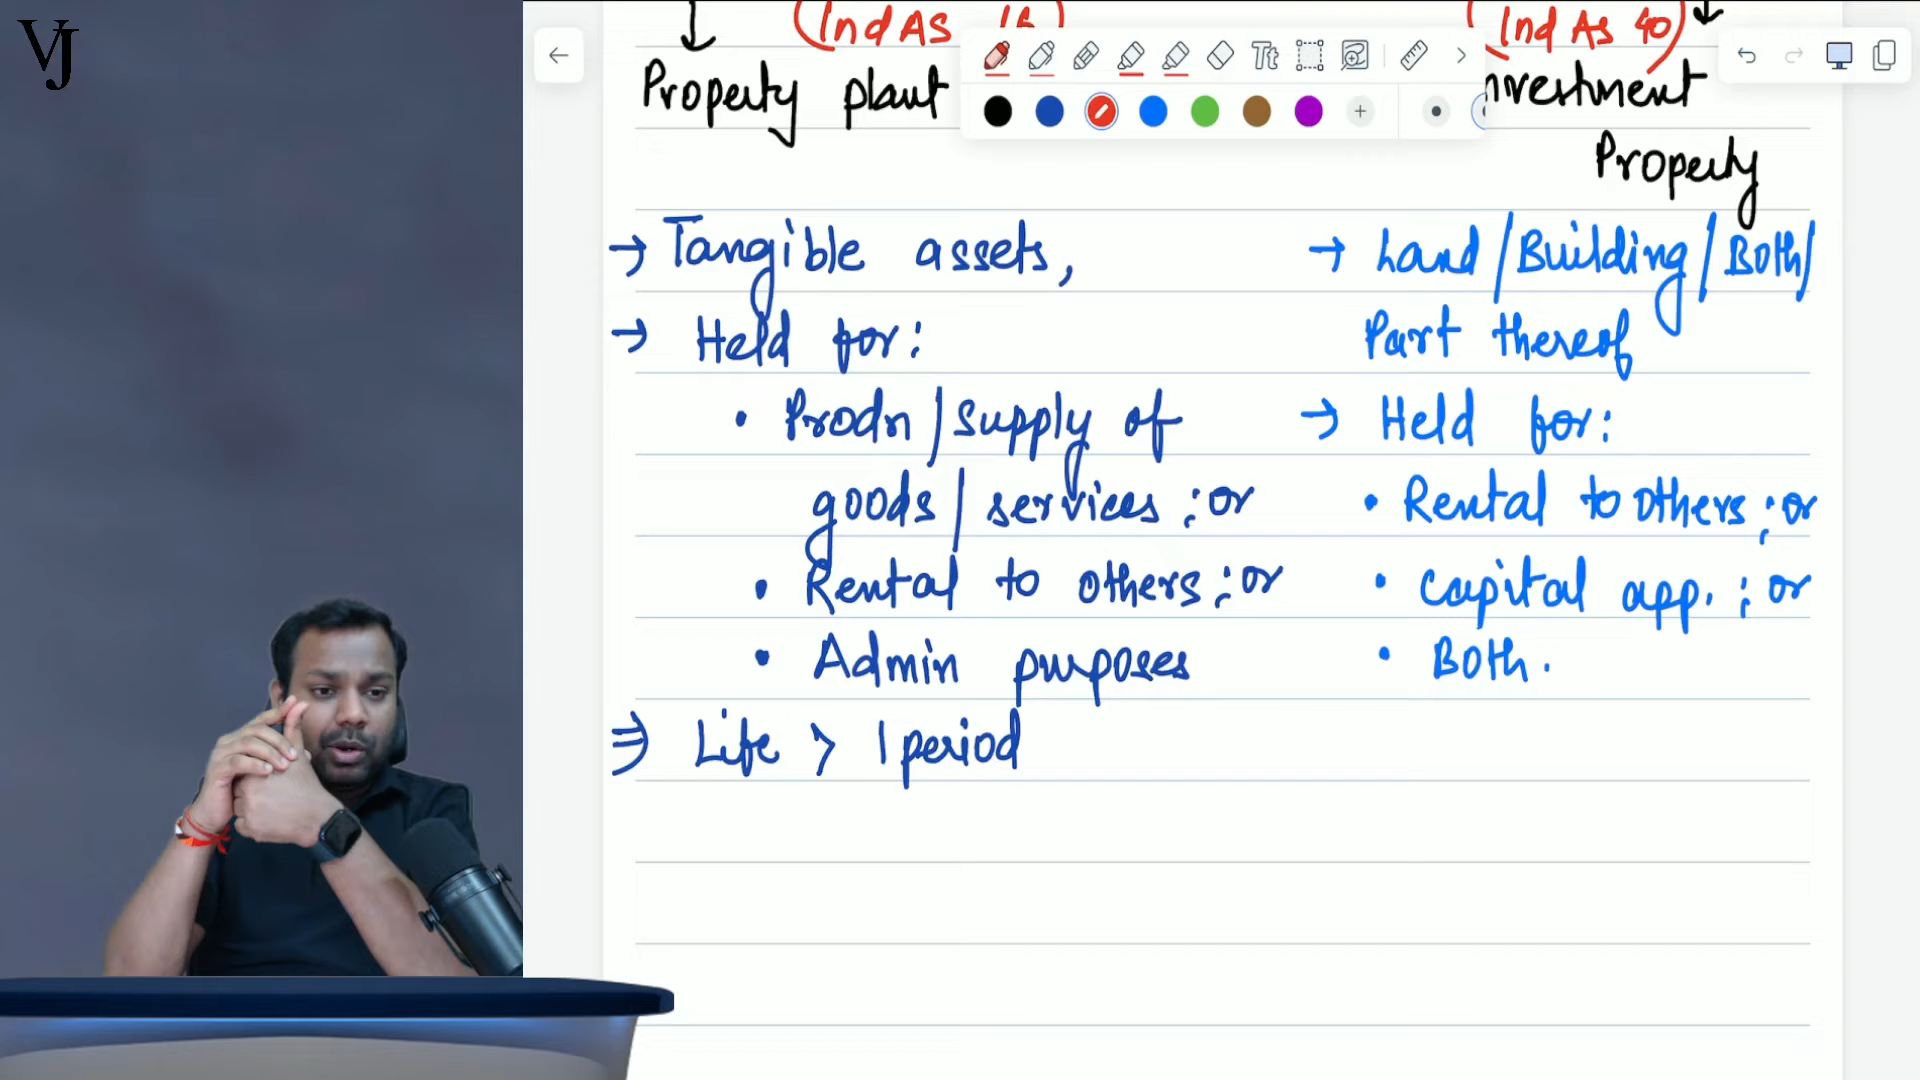 VJ
(Ind AS 16)
(Ind AS 40)
Tt
Property plant
Investment
Property
→ Tangible assets,
→ Held for:
• Prodn/supply of
goods/services; or
• Rental to others; or
• Admin purposes
⇒ Life > 1 period
→ Land/Building/Both/
Part thereof
→ Held for:
• Rental to others; or
• Capital app.; or
• Both.